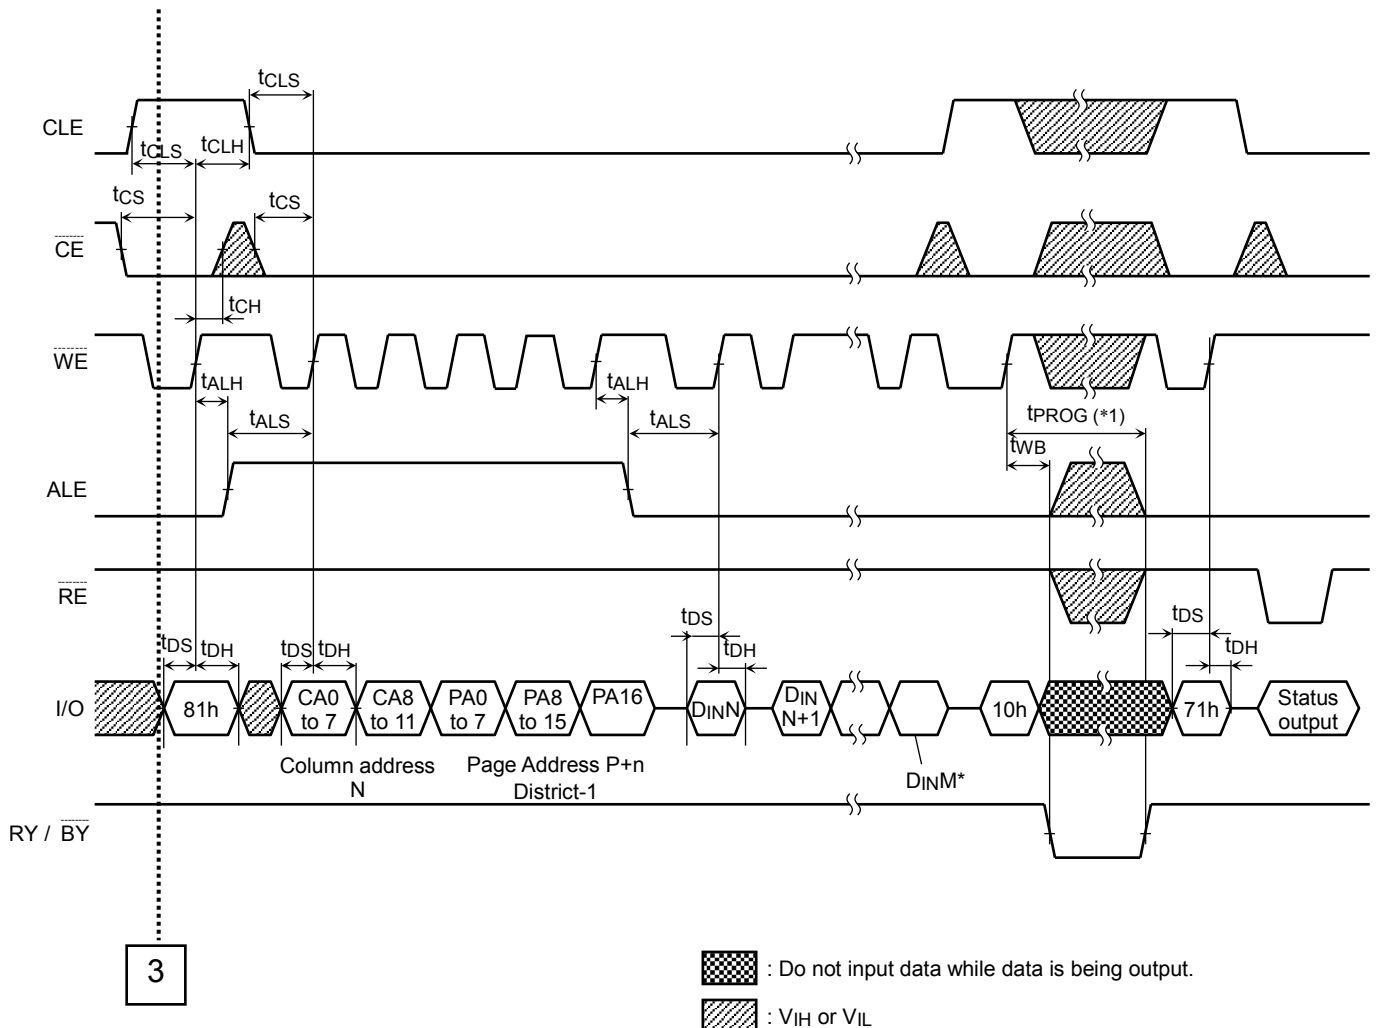 tCLS
CLE
tCLS
tCLH
tCS
tCS
CE
tCH
WE
tALH
tALH
tALS
tALS
tPROG (*1)
tWB
ALE
RE
tDS
tDH
tDS
tDH
tDS
tDH
tDS
tDH
I/O
81h
CA0
to 7
CA8
to 11
PA0
to 7
PA8
to 15
PA16
DINN
DIN
N+1
10h
71h
Status
output
Column address
N
Page Address P+n
District-1
DINM*
RY / BY
3
: Do not input data while data is being output.
: VIH or VIL